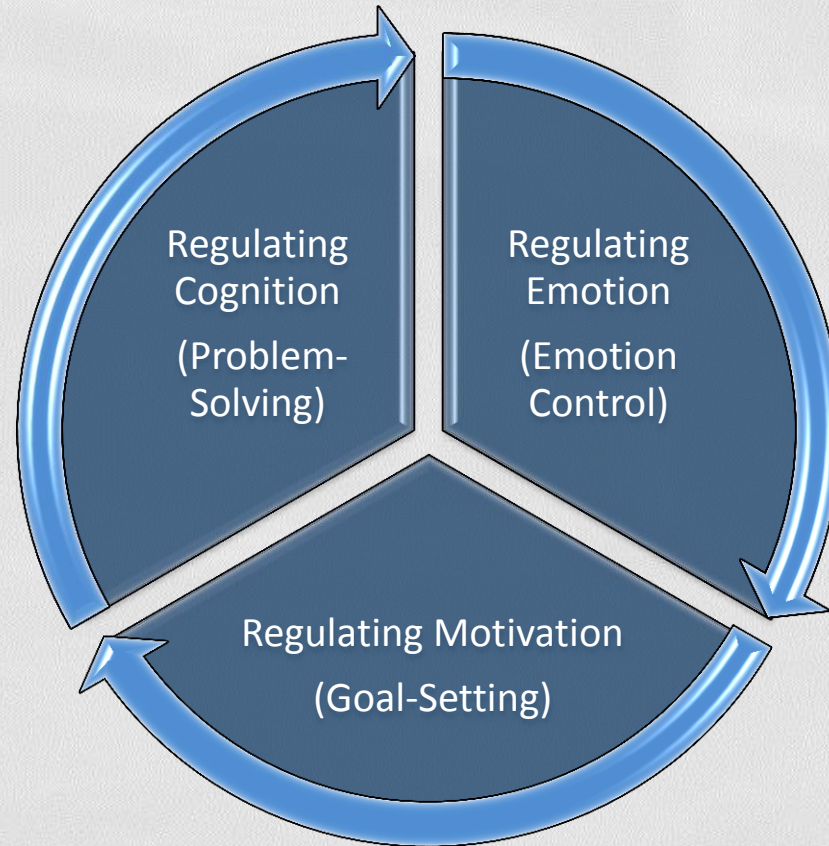 Regulating
Cognition
(Problem-
Solving)
Regulating
Emotion
(Emotion
Control)
Regulating Motivation
(Goal-Setting)